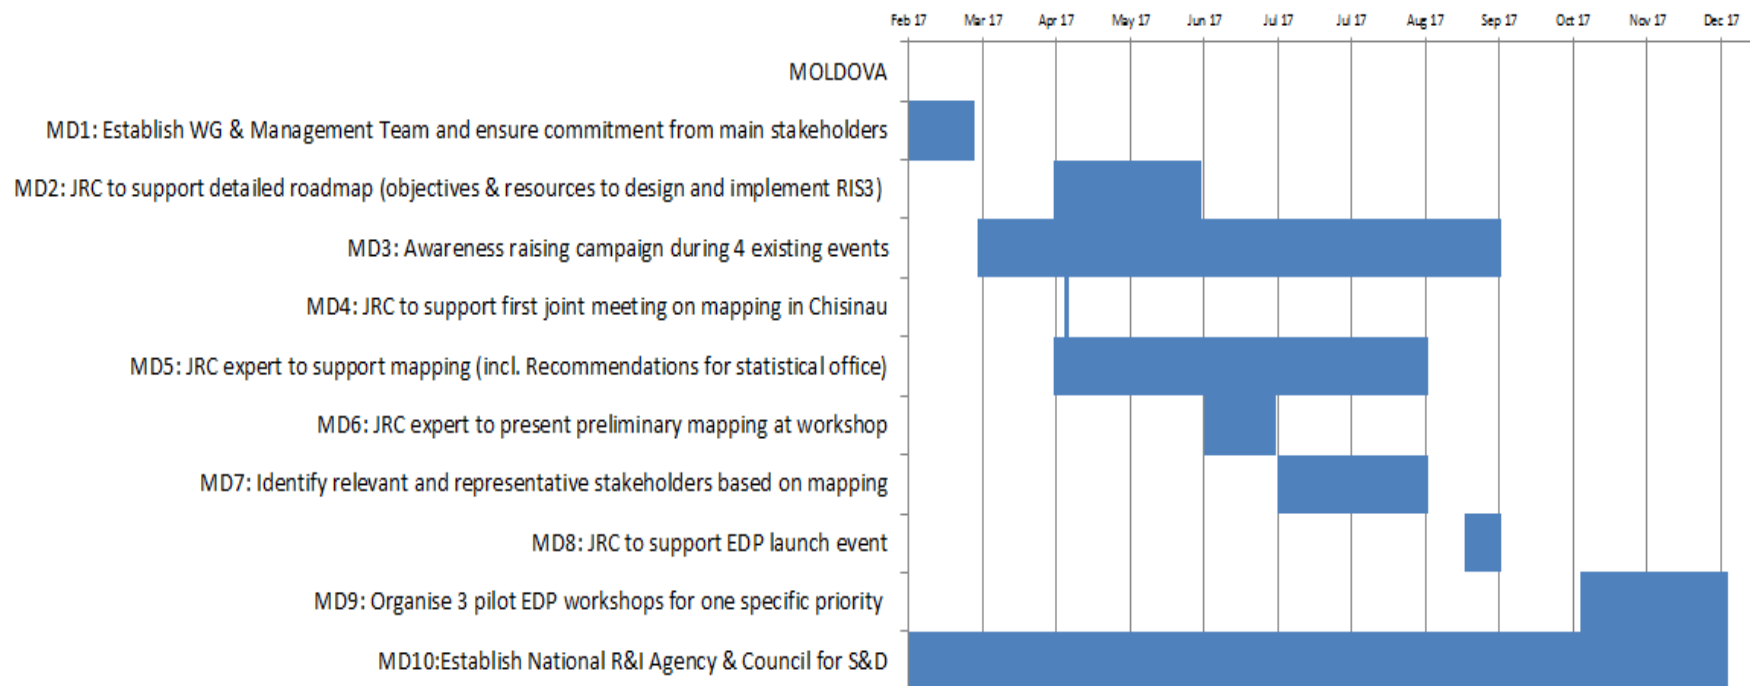 Feb 17 Mar 17 Apr 17 May 17 Jun 17 Jul 17 Jul 17 Aug 17 Sep 17 Oct 17 Nov 17 Dec 17
MOLDOVA
MD1: Establish WG & Management Team and ensure commitment from main stakeholders
MD2: JRC to support detailed roadmap (objectives & resources to design and implement RIS3)
MD3: Awareness raising campaign during 4 existing events
MD4: JRC to support first joint meeting on mapping in Chisinau
MD5: JRC expert to support mapping (incl. Recommendations for statistical office)
MD6: JRC expert to present preliminary mapping at workshop
MD7: Identify relevant and representative stakeholders based on mapping
MD8: JRC to support EDP launch event
MD9: Organise 3 pilot EDP workshops for one specific priority
MD10:Establish National R&I Agency & Council for S&D